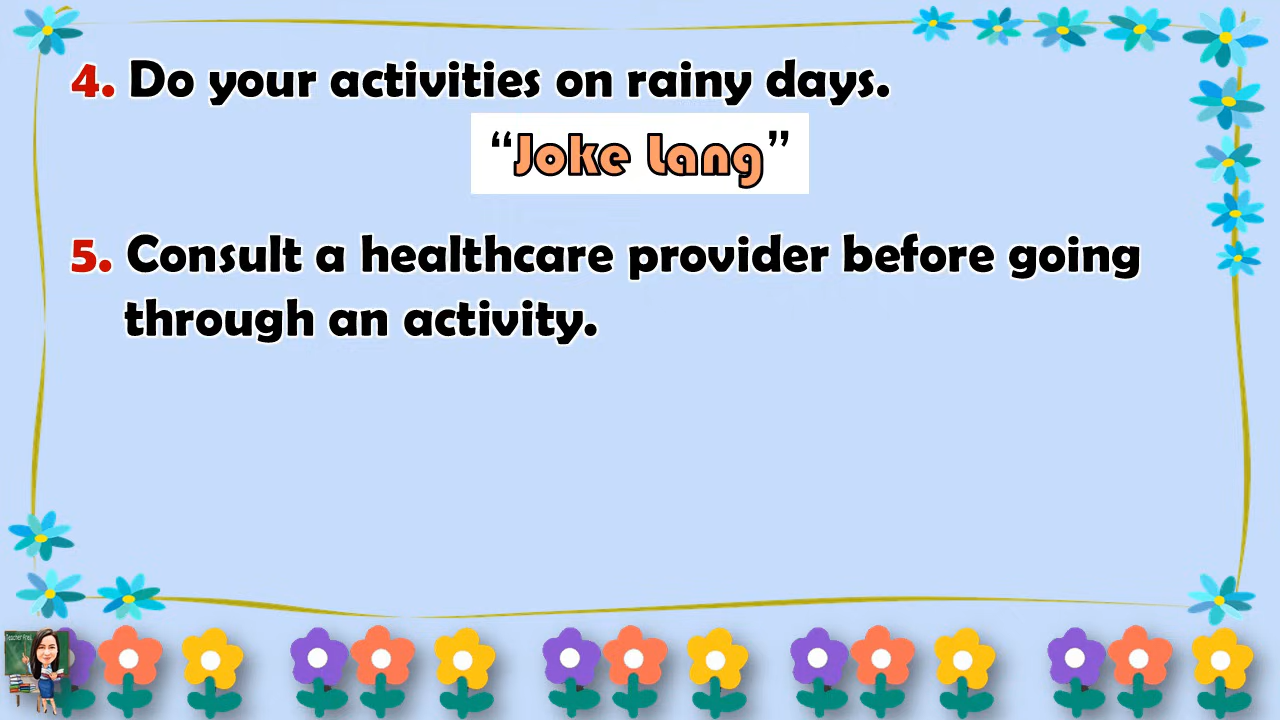 4. Do your activities on rainy days.
“Joke Lang”
5. Consult a healthcare provider before going
through an activity.